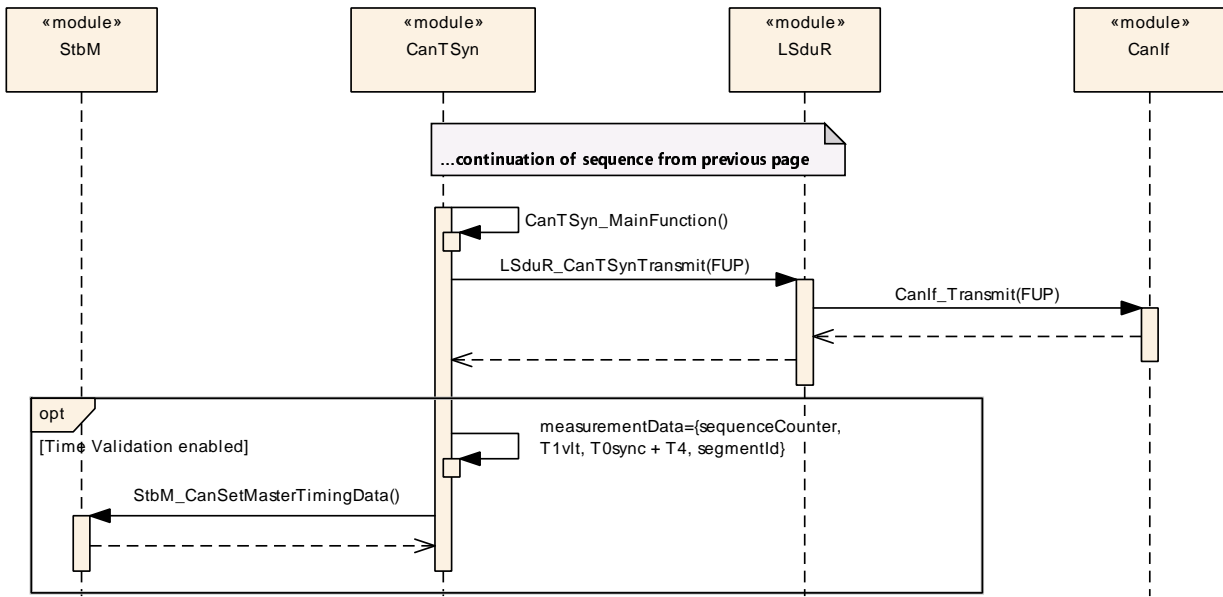 «module»
StbM
«module»
CanTSyn
«module»
LSduR
«module»
CanIf
...continuation of sequence from previous page
CanTSyn_MainFunction()
LSduR_CanTSynTransmit(FUP)
CanIf_Transmit(FUP)
opt
[Time Validation enabled]
measurementData={sequenceCounter,
T1vlt, T0sync + T4, segmentId}
StbM_CanSetMasterTimingData()